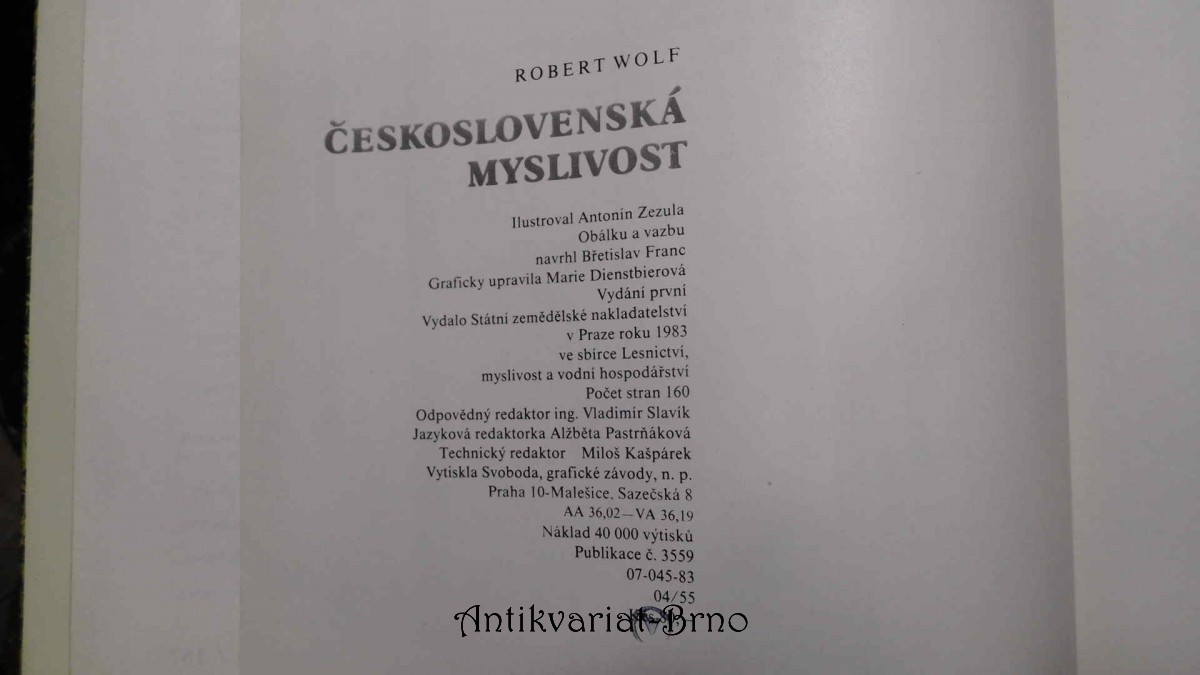 ROBERT WOLF
ČESKOSLOVENSKÁ
MYSLIVOST
Ilustroval Antonín Zezula
Obálku a vazbu
navrhl Břetislav Franc
Graficky upravila Marie Dienstbierová
Vydání první
Vydalo Státní zemědělské nakladatelství
v Praze roku 1983
ve sbírce Lesnictví,
myslivost a vodní hospodářství
Počet stran 160
Odpovědný redaktor ing. Vladimír Slavík
Jazyková redaktorka Alžběta Pastrňáková
Technický redaktor Miloš Kašpárek
Vytiskla Svoboda, grafické závody, n. p.
Praha 10-Malešice, Sazečská 8
AA 36,02—VA 36,19
Náklad 40 000 výtisků
Publikace č. 3559
07-045-83
04/55
Antikvariat-Brno